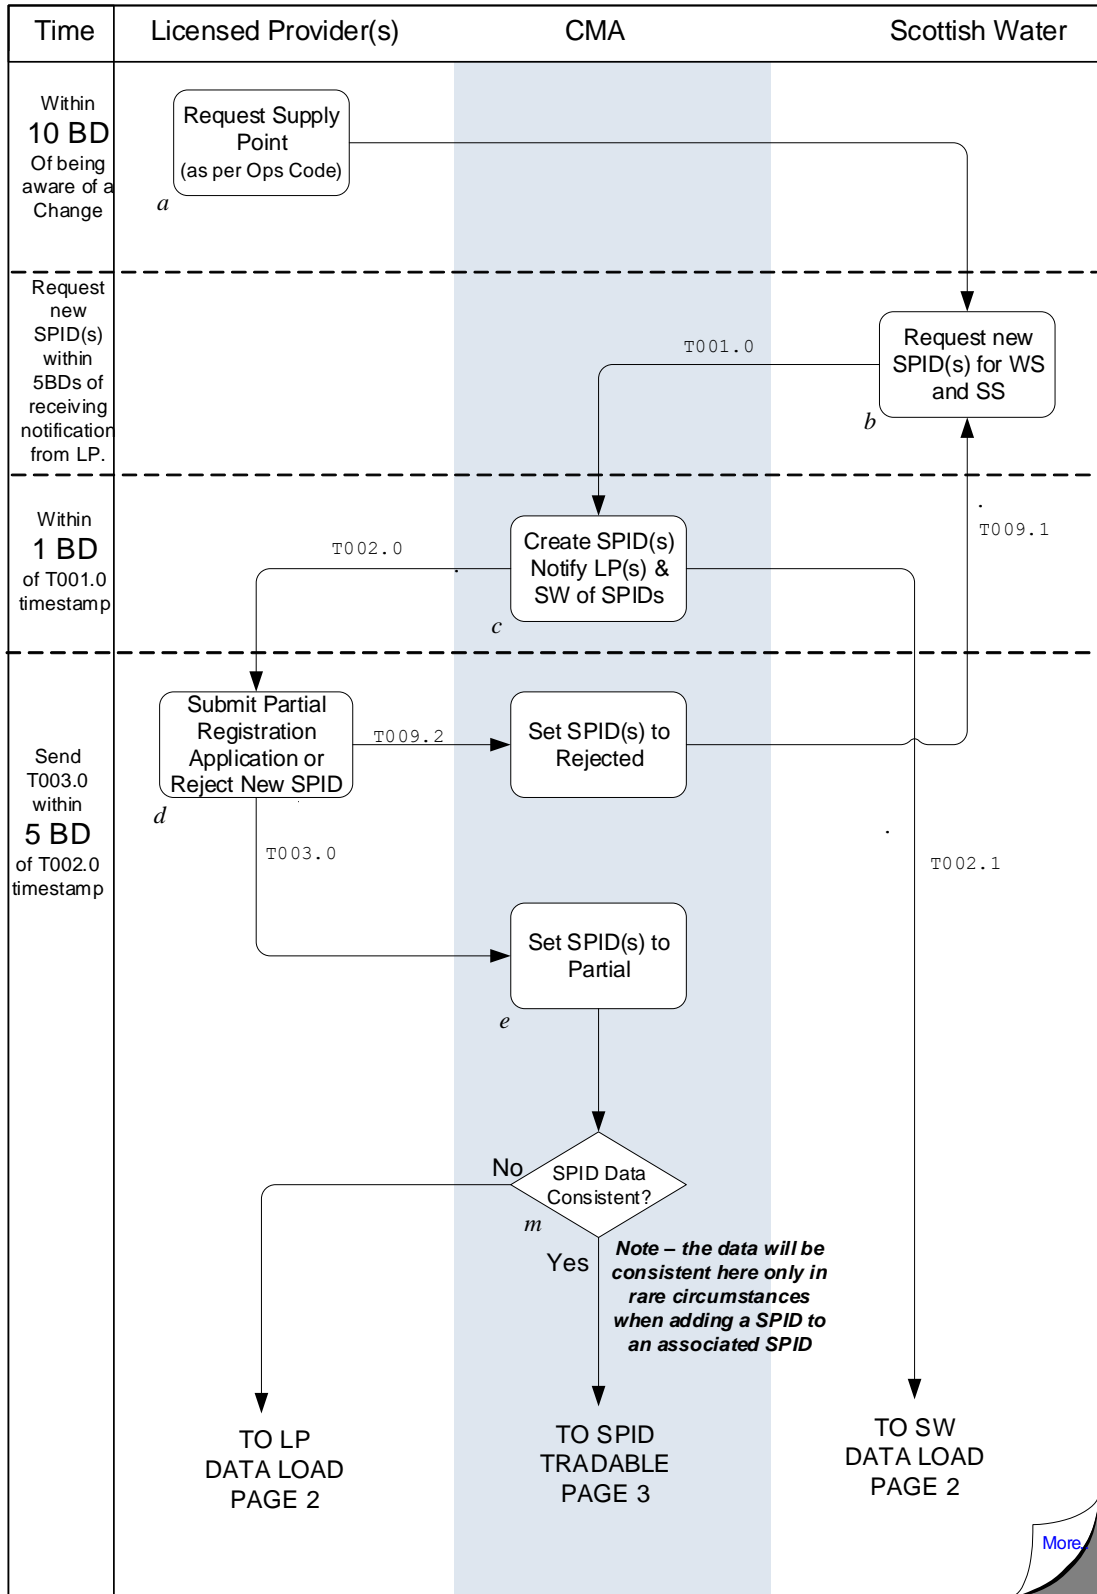 Time
Licensed Provider(s)
CMA
Scottish Water
Within
10 BD
Of being
aware of a
Change
Request Supply
Point
(as per Ops Code)
a
Request
new
SPID(s)
within
5BDs of
receiving
notification
from LP.
T001.0
Request new
SPID(s) for WS
and SS
b
Within
1 BD
of T001.0
timestamp
T002.0
Create SPID(s)
Notify LP(s) &
SW of SPIDs
c
T009.1
Send
T003.0
within
5 BD
of T002.0
timestamp
Submit Partial
Registration
Application or
Reject New SPID
d
T009.2
Set SPID(s) to
Rejected
T003.0
T002.1
Set SPID(s) to
Partial
e
No
SPID Data
Consistent?
m
Yes
Note – the data will be
consistent here only in
rare circumstances
when adding a SPID to
an associated SPID
TO LP
DATA LOAD
PAGE 2
TO SPID
TRADABLE
PAGE 3
TO SW
DATA LOAD
PAGE 2
More..